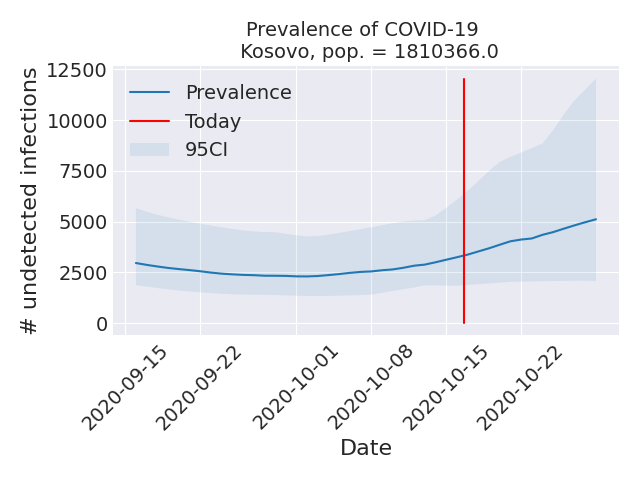 Prevalence of COVID-19
Kosovo, pop. = 1810366.0
# undetected infections
12500
10000
7500
5000
2500
0
Prevalence
Today
95CI
2020-09-15
2020-09-22
2020-10-01
2020-10-08
2020-10-15
2020-10-22
Date